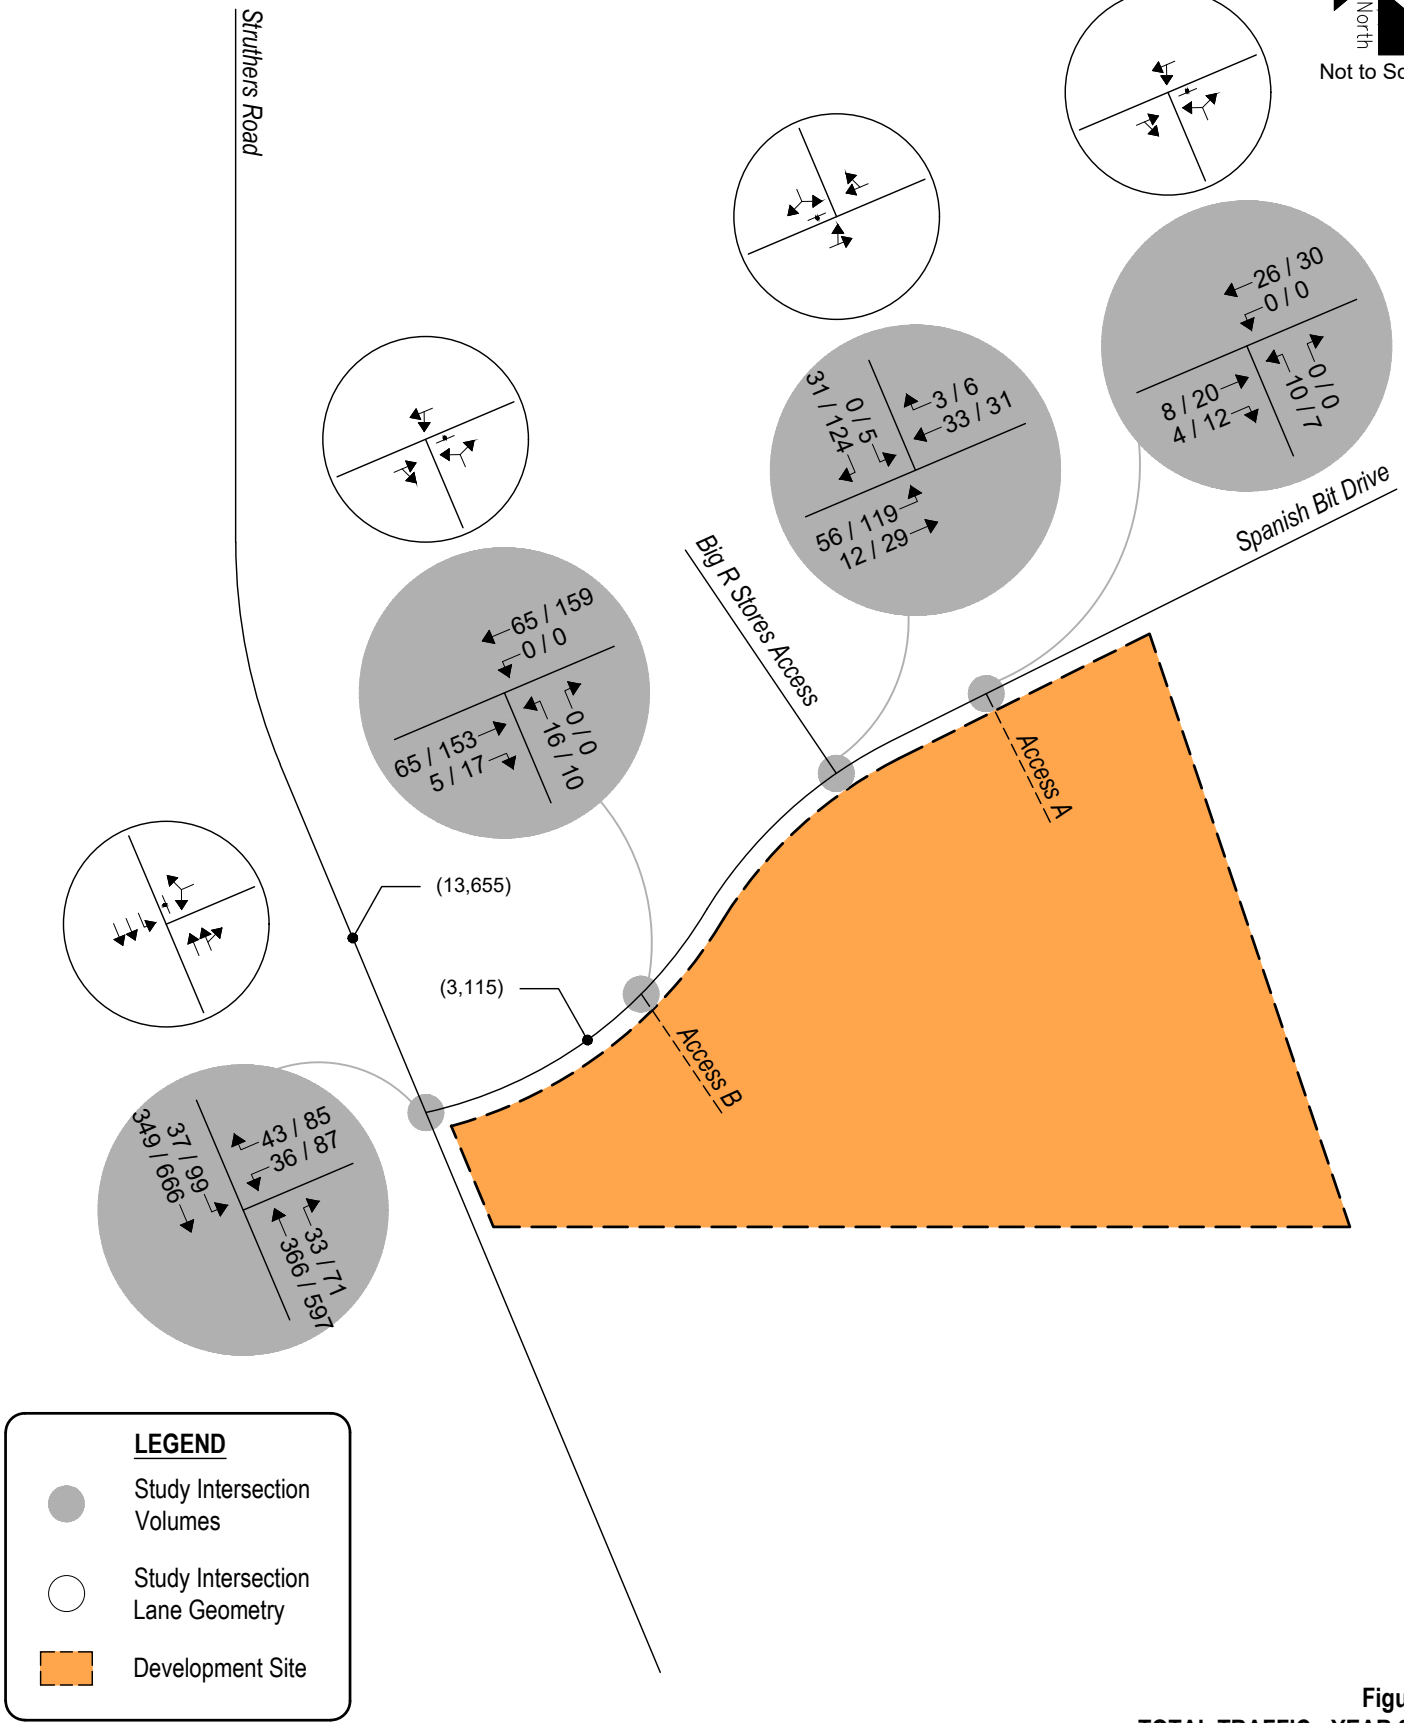 North
Not to Sc
Struthers Road
26 / 30
0 / 0
8 / 20
4 / 12
0 / 0
10 / 7
3 / 6
33 / 31
0 / 5
31 / 124
56 / 119
12 / 29
Spanish Bit Drive
Big R Stores Access
65 / 159
0 / 0
65 / 153
5 / 17
0 / 0
16 / 10
Access A
(13,655)
(3,115)
Access B
43 / 85
36 / 87
37 / 99
349 / 666
33 / 71
366 / 597
LEGEND
Study Intersection
Volumes
Study Intersection
Lane Geometry
Development Site
Figu